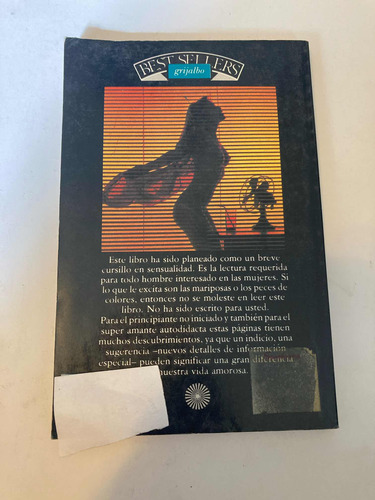 BEST SELLERS
grijalbo
Este libro ha sido planeado como un breve
cursillo en sensualidad. Es la lectura requerida
para todo hombre interesado en las mujeres. Si
lo que le excita son las mariposas o los peces de
colores, entonces no se moleste en leer este
libro. No ha sido escrito para usted.
Para el principiante no iniciado y también para el
super amante autodidacta estas páginas tienen
muchos descubrimientos, ya que un indicio, una
sugerencia –nuevos detalles de información
especial– pueden significar una gran diferencia
nuestra vida amorosa.